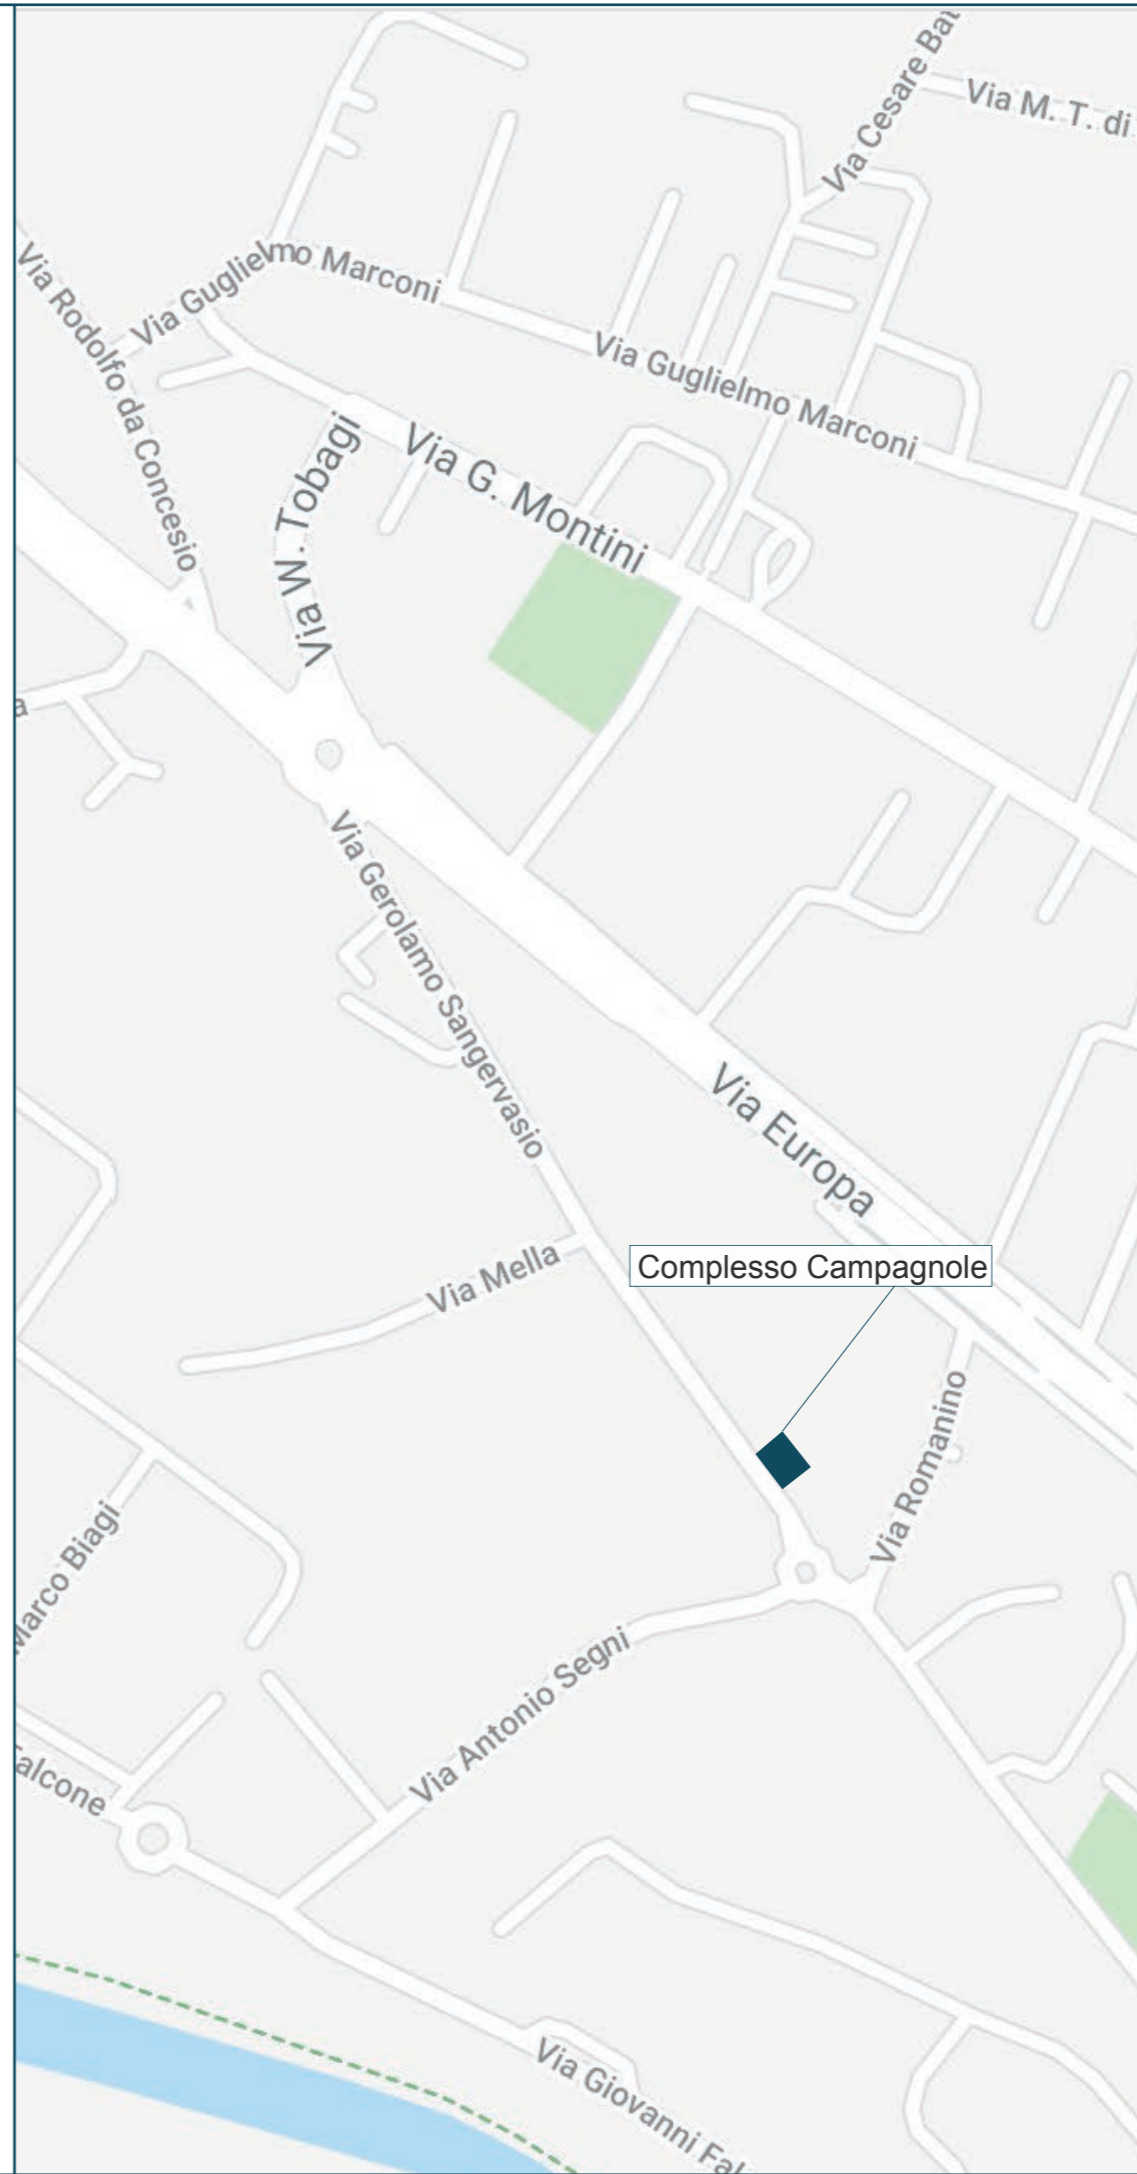 Via Cesare Bat
Via M. T. di
Via Guglielmo Marconi
Via Rodolfo da Concesio
Via Guglielmo Marconi
Via W. Tobagi
Via G. Montini
a
Via Gerolamo Sangervasio
Via Europa
Via Mella
Complesso Campagnole
Via Romanino
Marco Biagi
Via Antonio Segni
Falcone
Via Giovanni Fal